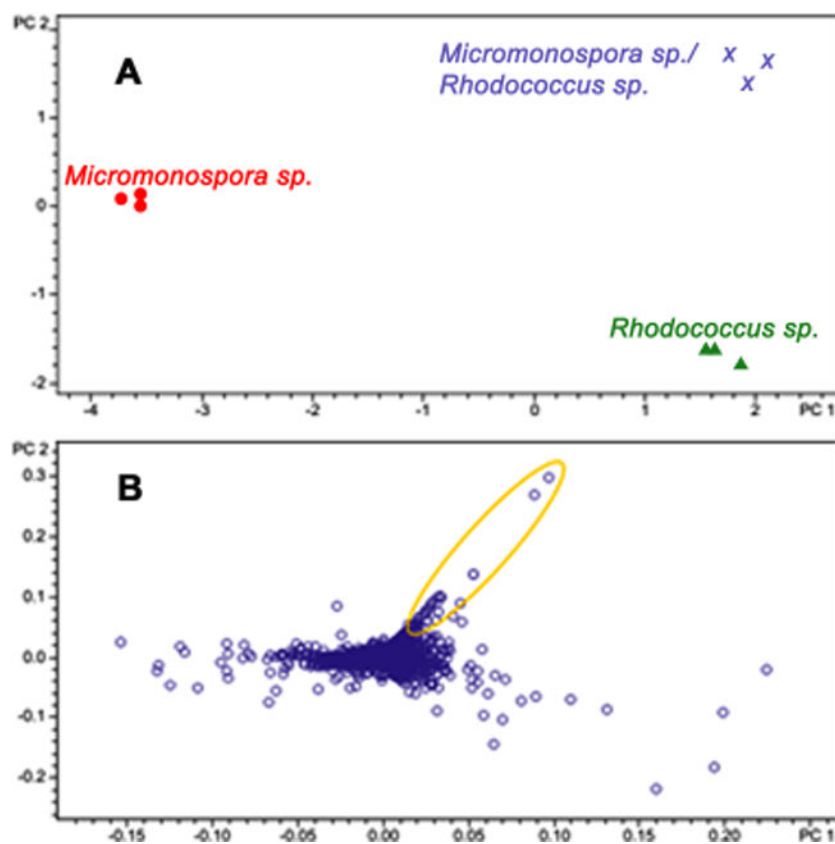 PC 2
A
Micromonospora sp./
Rhodococcus sp.
1
Micromonospora sp.
0
-1
Rhodococcus sp.
-2
-4 -3 -2 -1 0 1 2 PC 1
PC 2
B
0.3
0.2
0.1
0.0
-0.1
-0.2
-0.15 -0.10 -0.05 0.00 0.05 0.10 0.15 0.20 PC 1